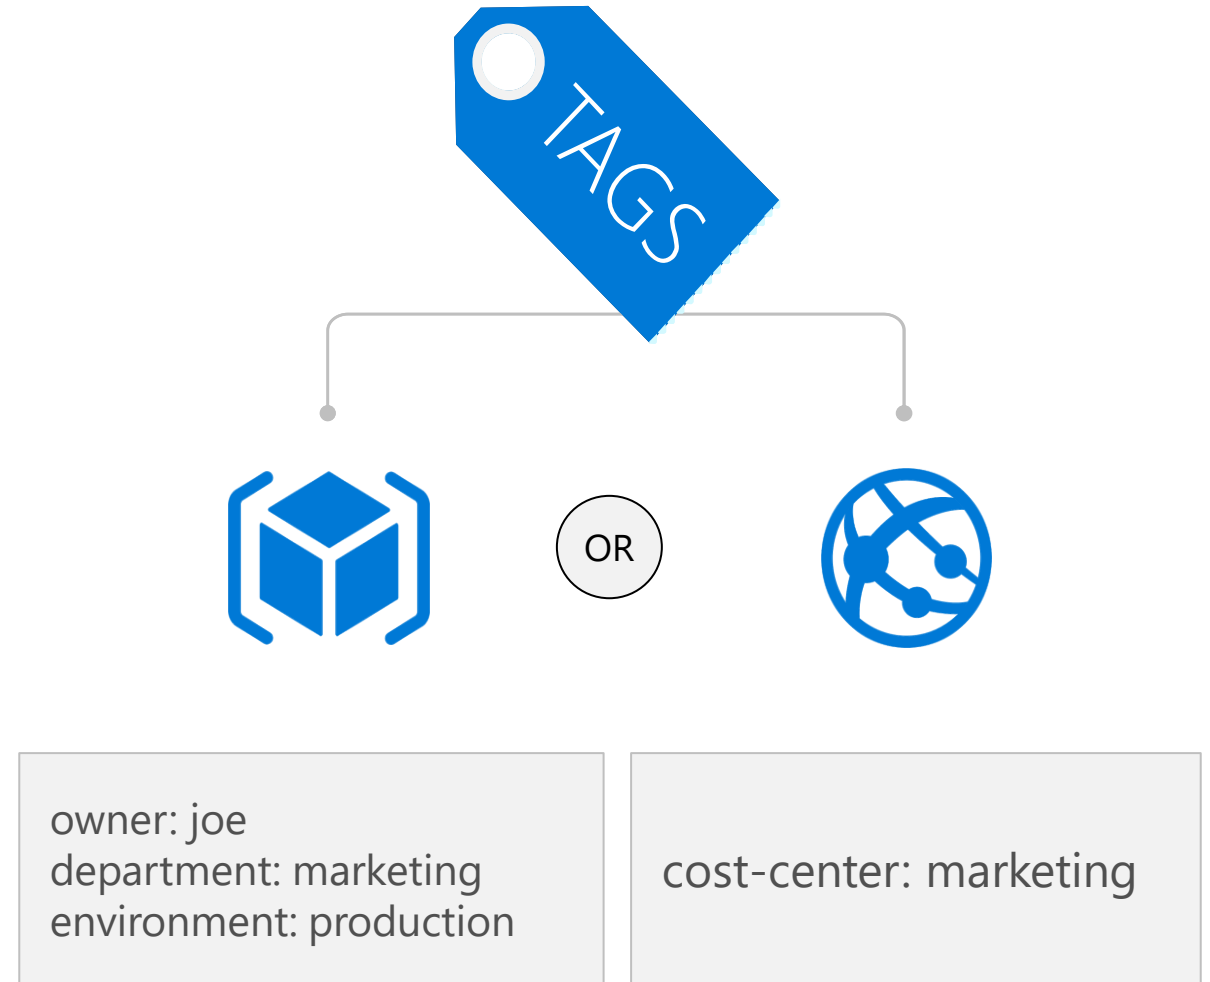 TAGS
OR
owner: joe
department: marketing
environment: production
cost-center: marketing